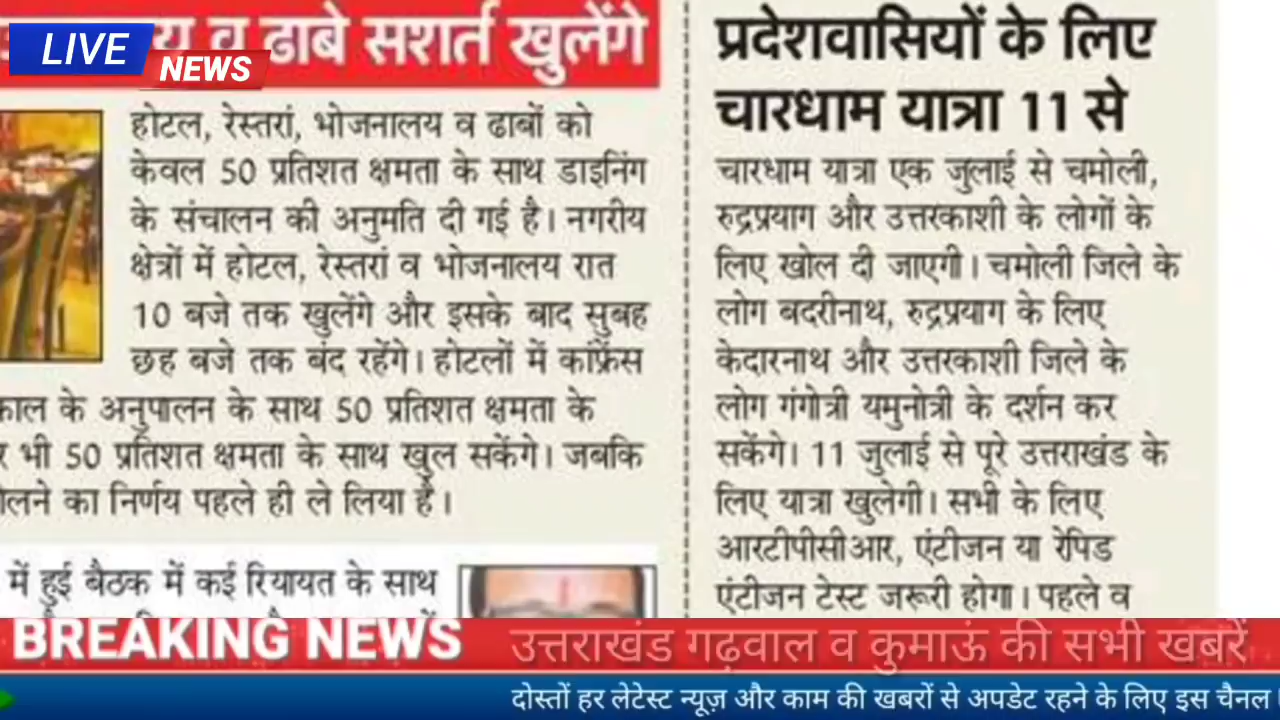 LIVE
NEWS
व ढाबे सशर्त खुलेंगे
होटल, रेस्तरां, भोजनालय व ढाबों को
केवल 50 प्रतिशत क्षमता के साथ डाइनिंग
के संचालन की अनुमति दी गई है। नगरीय
क्षेत्रों में होटल, रेस्तरां व भोजनालय रात
10 बजे तक खुलेंगे और इसके बाद सुबह
छह बजे तक बंद रहेंगे। होटलों में कांफ्रेंस
के अनुपालन के साथ 50 प्रतिशत क्षमता के
भी 50 प्रतिशत क्षमता के साथ खुल सकेंगे। जबकि
का निर्णय पहले ही ले लिया है।
में हुई बैठक में कई रियायत के साथ
प्रदेशवासियों के लिए
चारधाम यात्रा 11 से
चारधाम यात्रा एक जुलाई से चमोली,
रुद्रप्रयाग और उत्तरकाशी के लोगों के
लिए खोल दी जाएगी। चमोली जिले के
लोग बदरीनाथ, रुद्रप्रयाग के लिए
केदारनाथ और उत्तरकाशी जिले के
लोग गंगोत्री यमुनोत्री के दर्शन कर
सकेंगे। 11 जुलाई से पूरे उत्तराखंड के
लिए यात्रा खुलेगी। सभी के लिए
आरटीपीसीआर, एंटीजन या रेपिड
एंटीजन टेस्ट जरूरी होगा। पहले व
BREAKING NEWS
उत्तराखंड गढ़वाल व कुमाऊं की सभी खबरें
दोस्तों हर लेटेस्ट न्यूज़ और काम की खबरों से अपडेट रहने के लिए इस चैनल